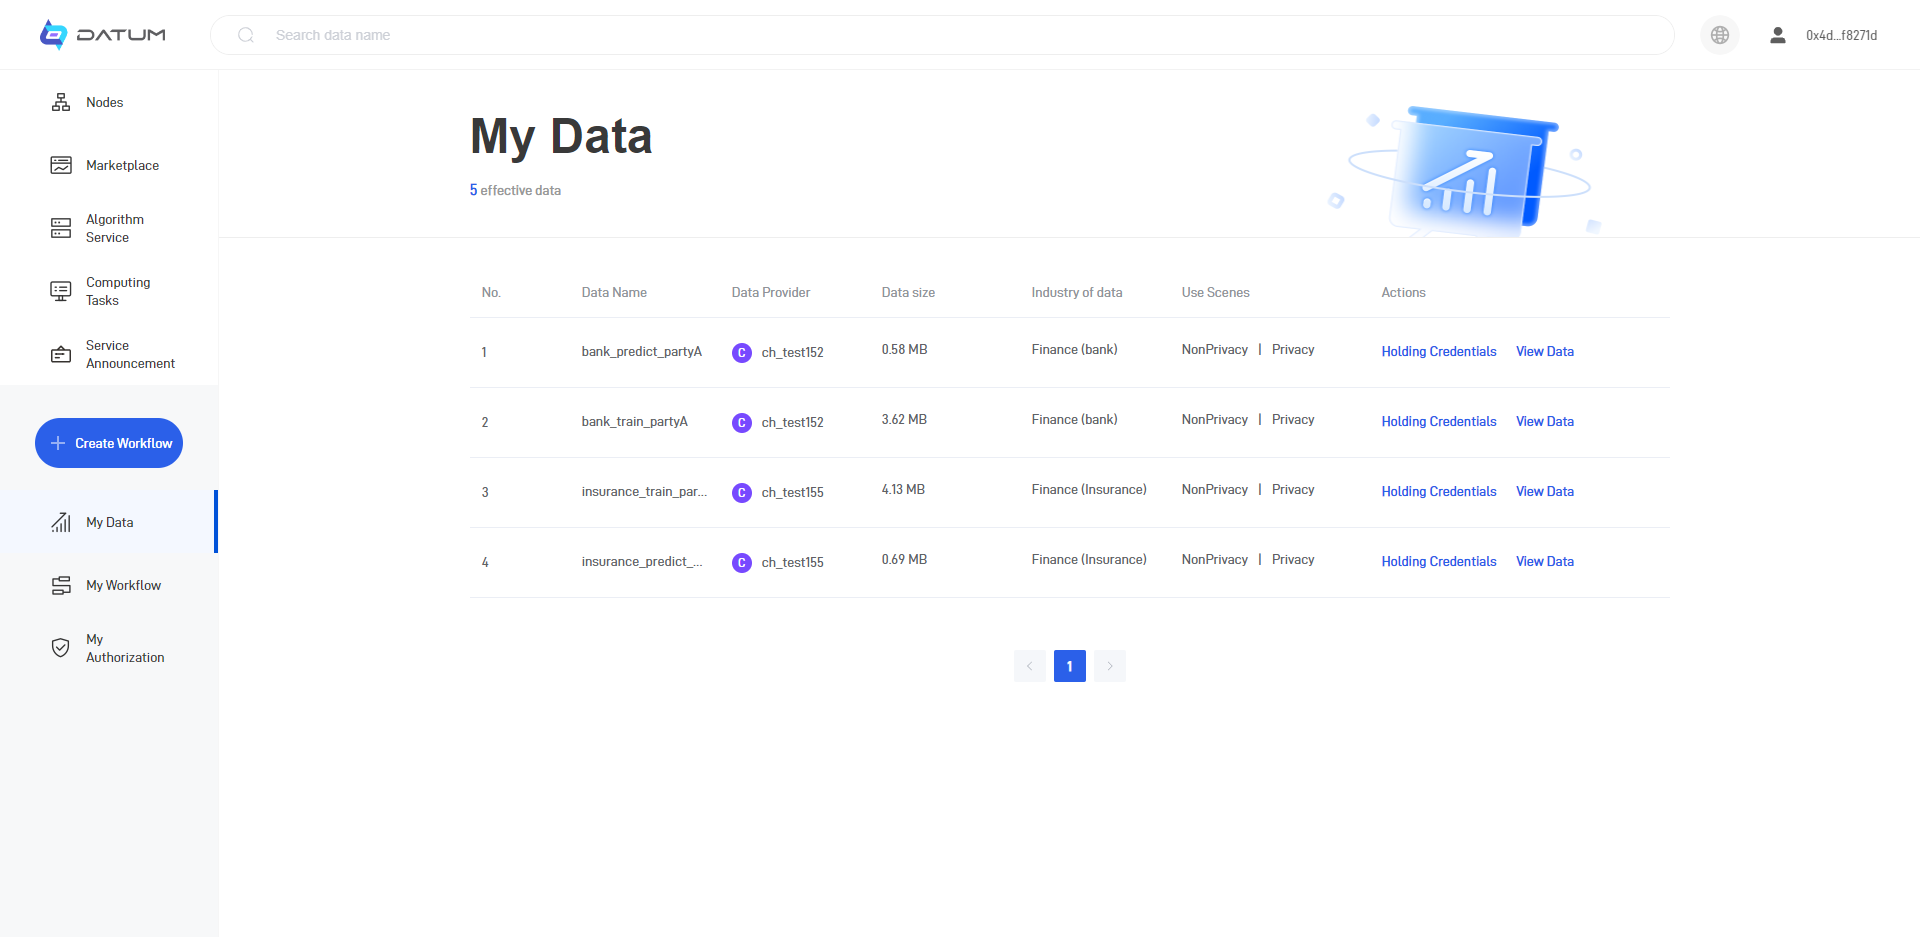 DATUM
Search data name
0x4d...f8271d
Nodes
Marketplace
Algorithm
Service
Computing
Tasks
Service
Announcement
Create Workflow
My Data
My Workflow
My
Authorization
My Data
5 effective data
No. Data Name Data Provider Data size Industry of data Use Scenes Actions
1 bank_predict_partyA C ch_test152 0.58 MB Finance (bank) NonPrivacy | Privacy Holding Credentials View Data
2 bank_train_partyA C ch_test152 3.62 MB Finance (bank) NonPrivacy | Privacy Holding Credentials View Data
3 insurance_train_par... C ch_test155 4.13 MB Finance (Insurance) NonPrivacy | Privacy Holding Credentials View Data
4 insurance_predict_... C ch_test155 0.69 MB Finance (Insurance) NonPrivacy | Privacy Holding Credentials View Data
< 1 >